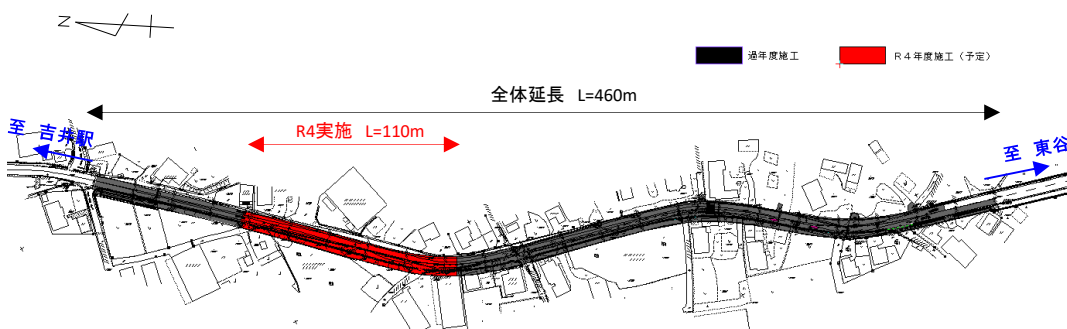 N
過年度施工
R4年度施工(予定)
全体延長 L=460m
R4実施 L=110m
至 吉井駅
至 東谷